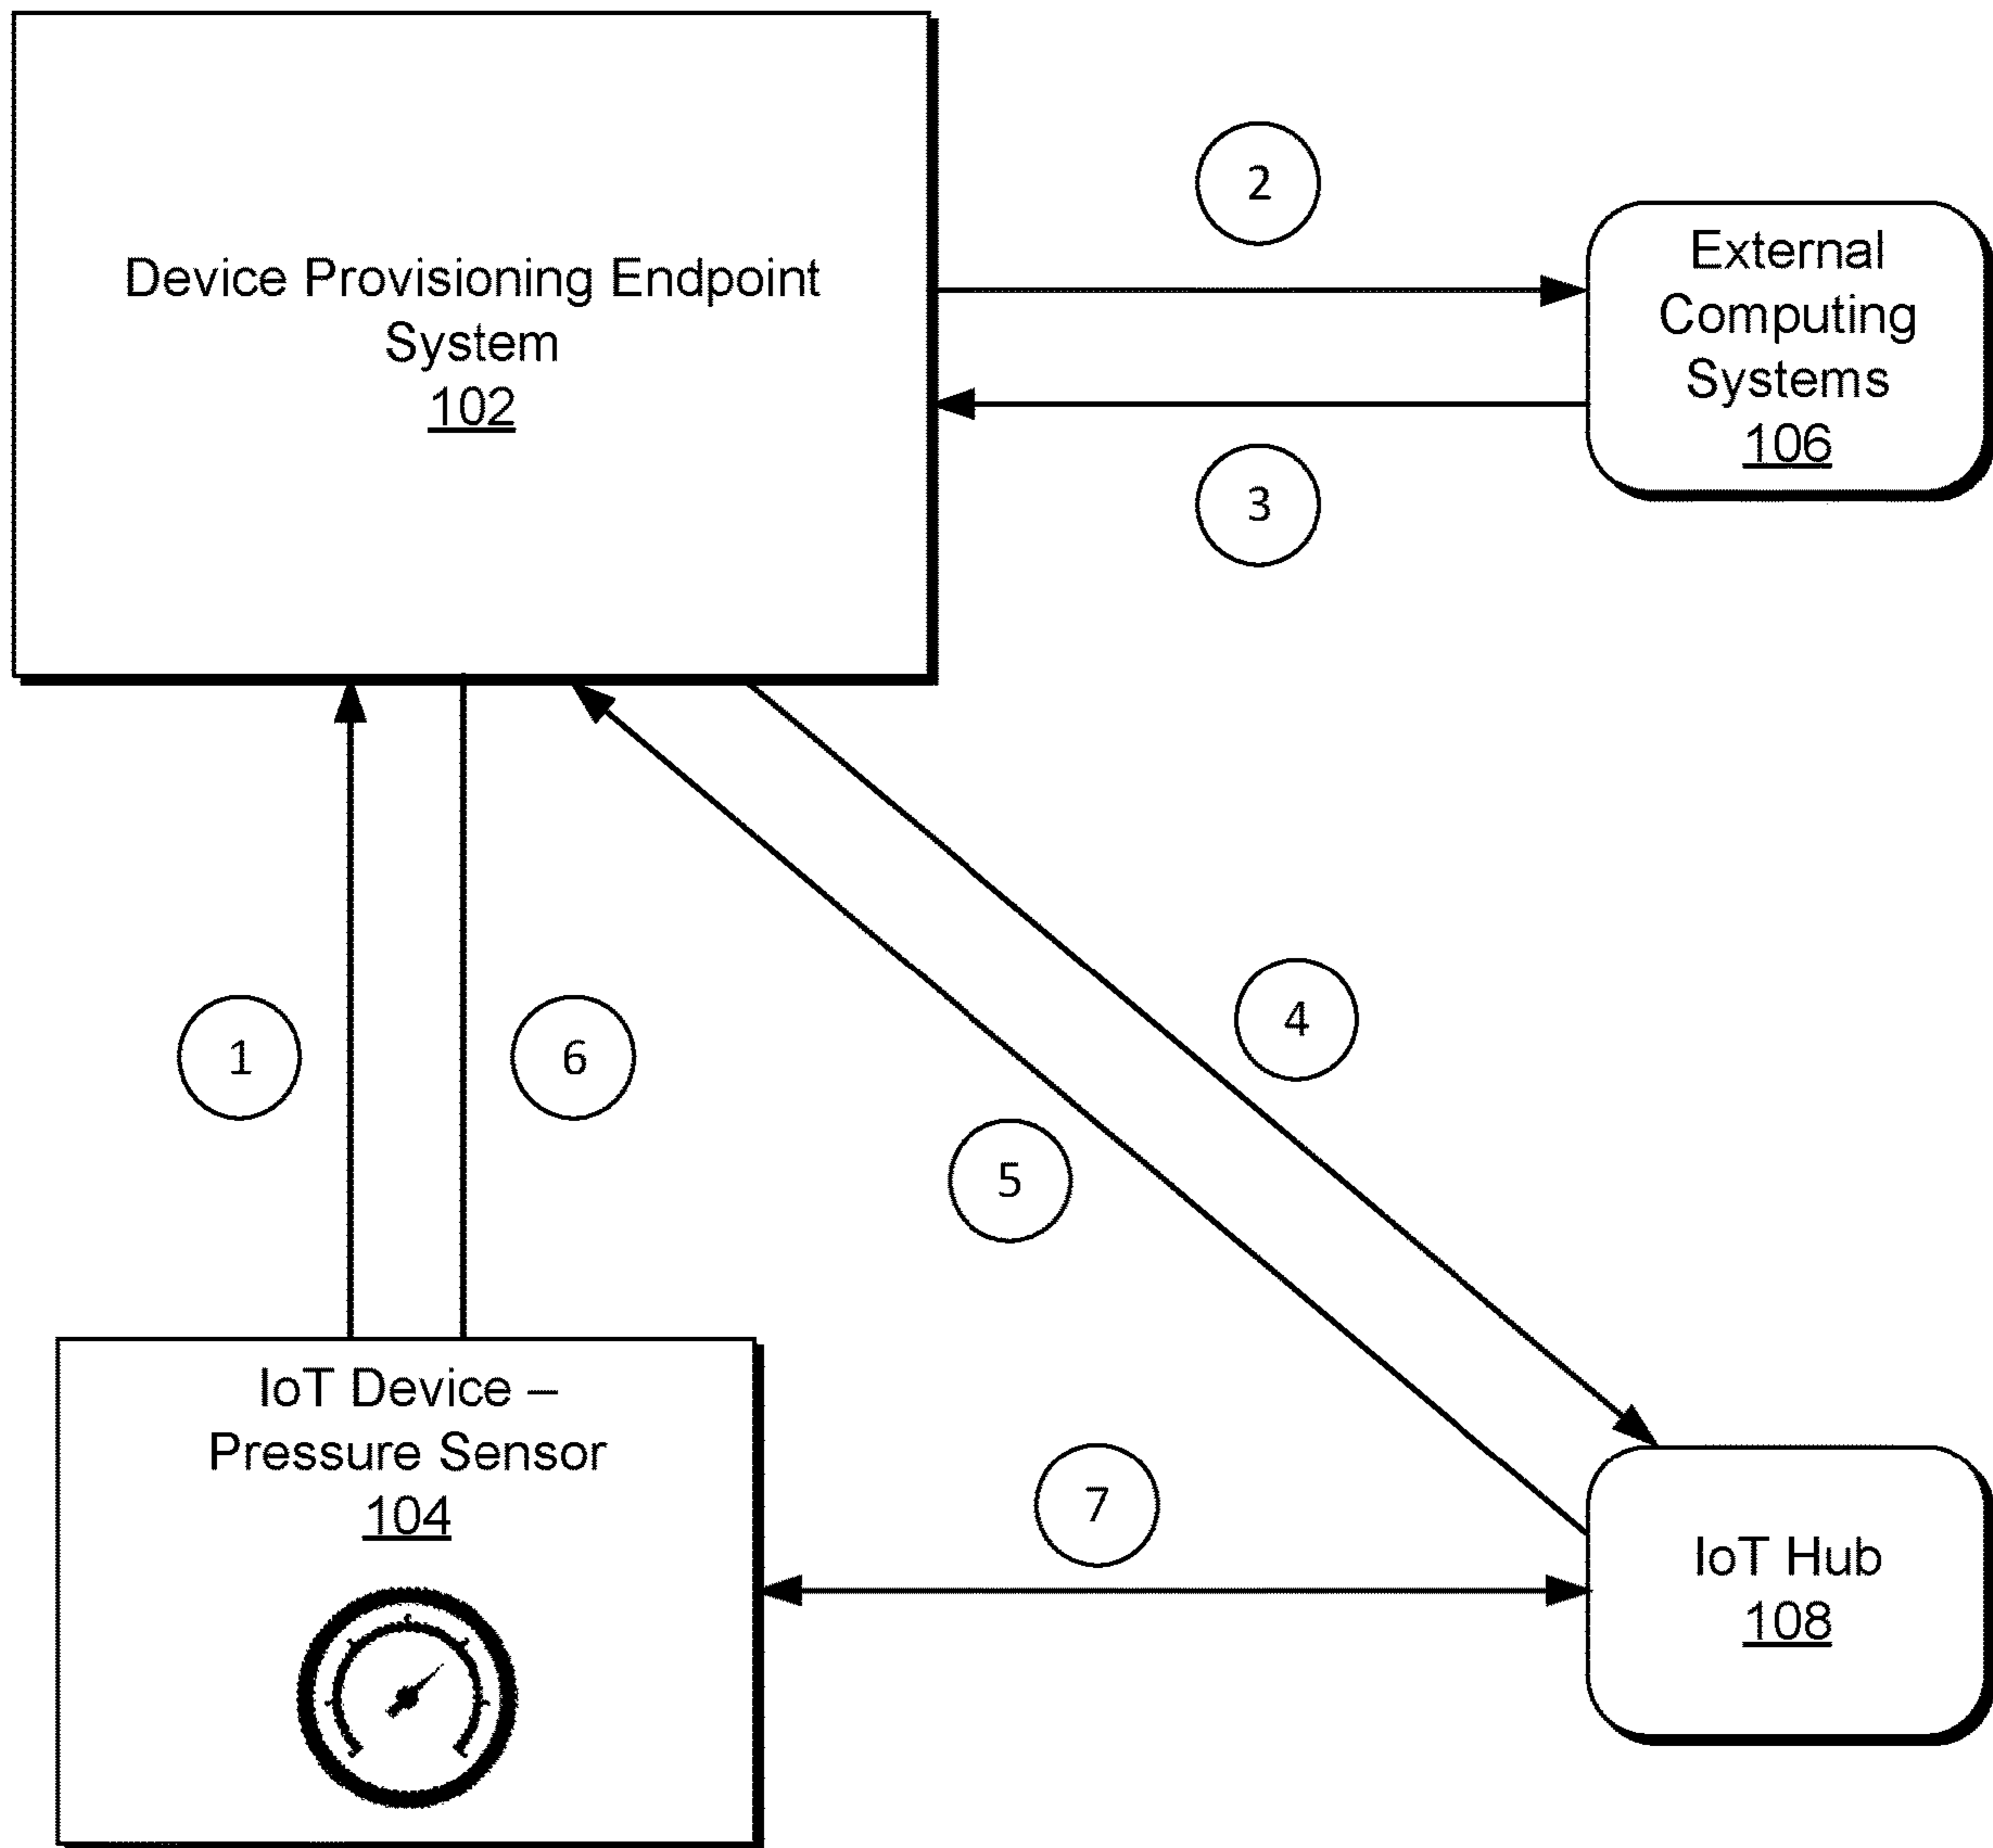 Device Provisioning Endpoint
System
102
2
External
Computing
Systems
106
3
1
6
4
5
IoT Device –
Pressure Sensor
104
7
IoT Hub
108